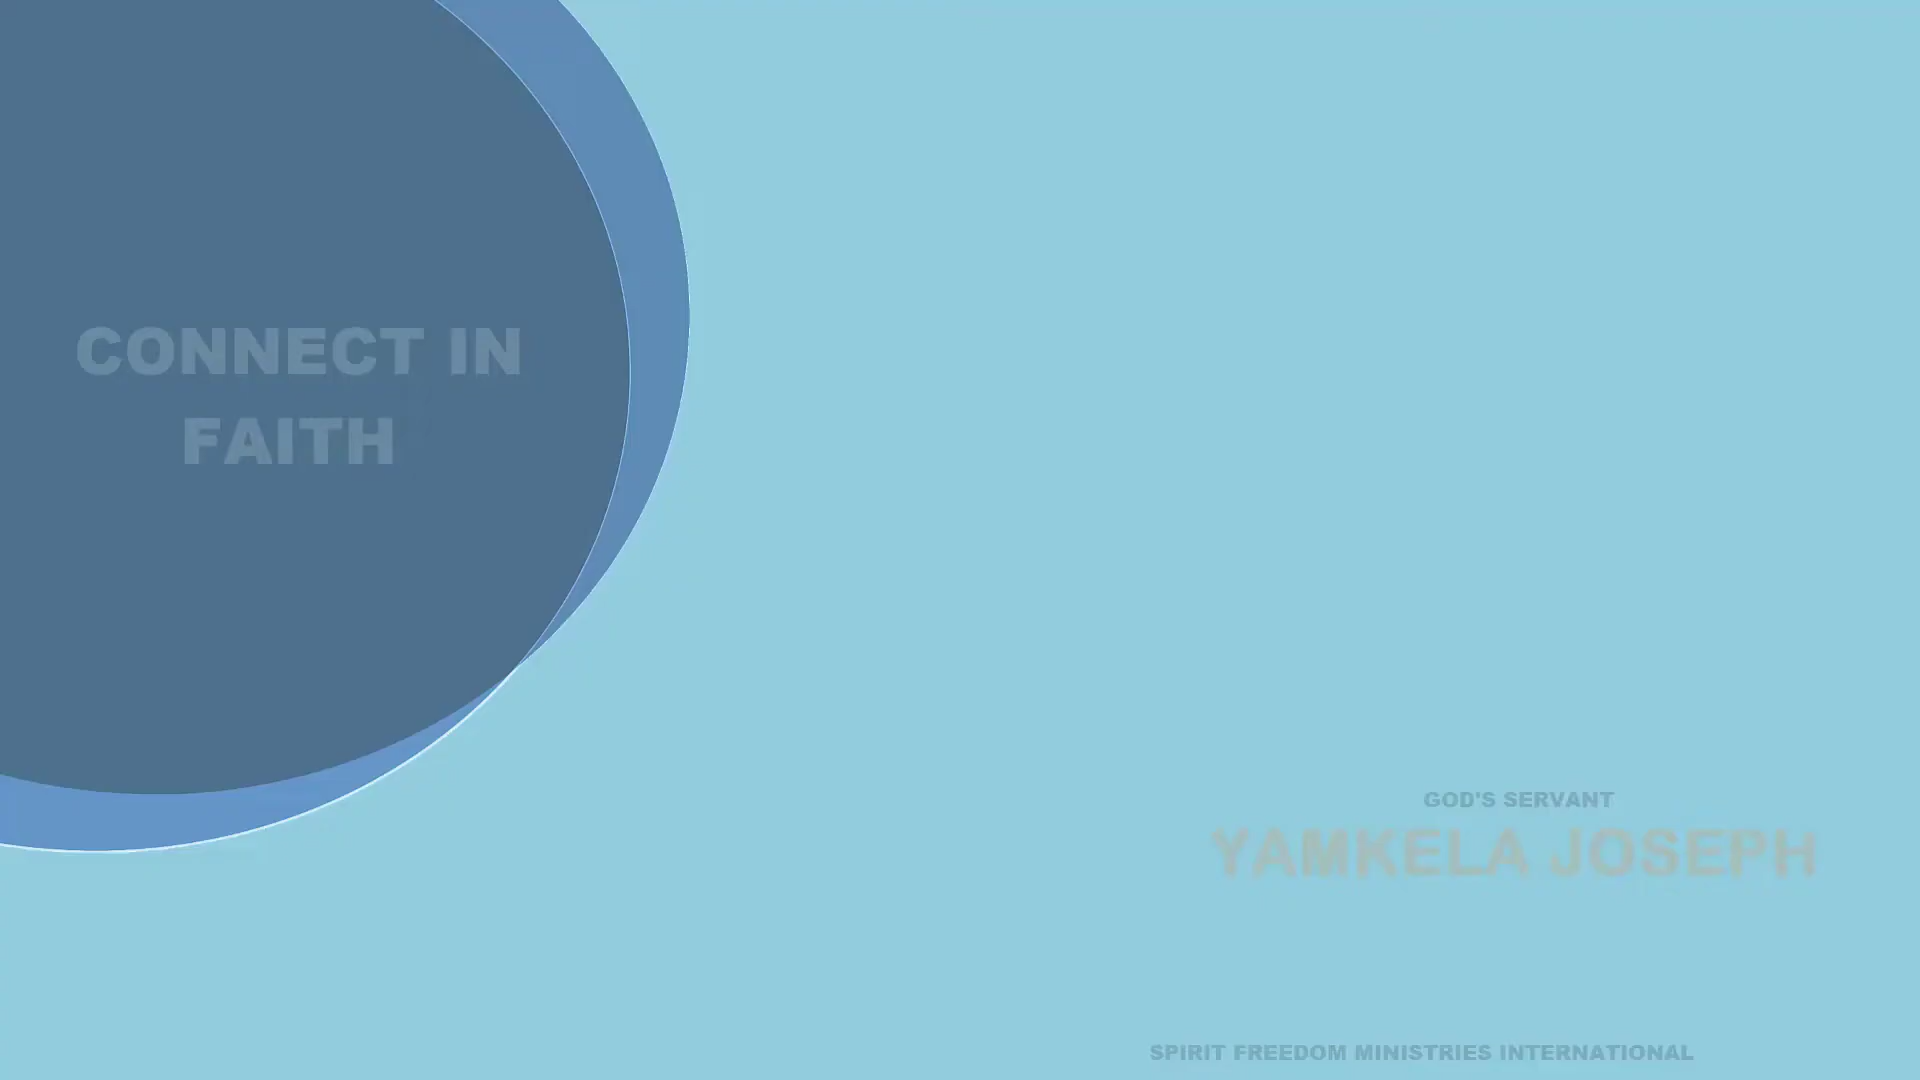 CONNECT IN
FAITH
GOD'S SERVANT
YAMKELA JOSEPH
SPIRIT FREEDOM MINISTRIES INTERNATIONAL